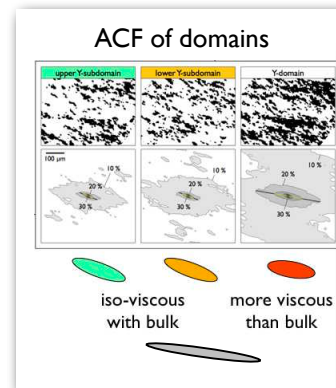 ACF of domains
upper Y-subdomain lower Y-subdomain Y-domain
100 µm
10 % 10 % 10 %
20 % 20 % 20 %
30 % 30 % 30 %
iso-viscous more viscous
with bulk than bulk